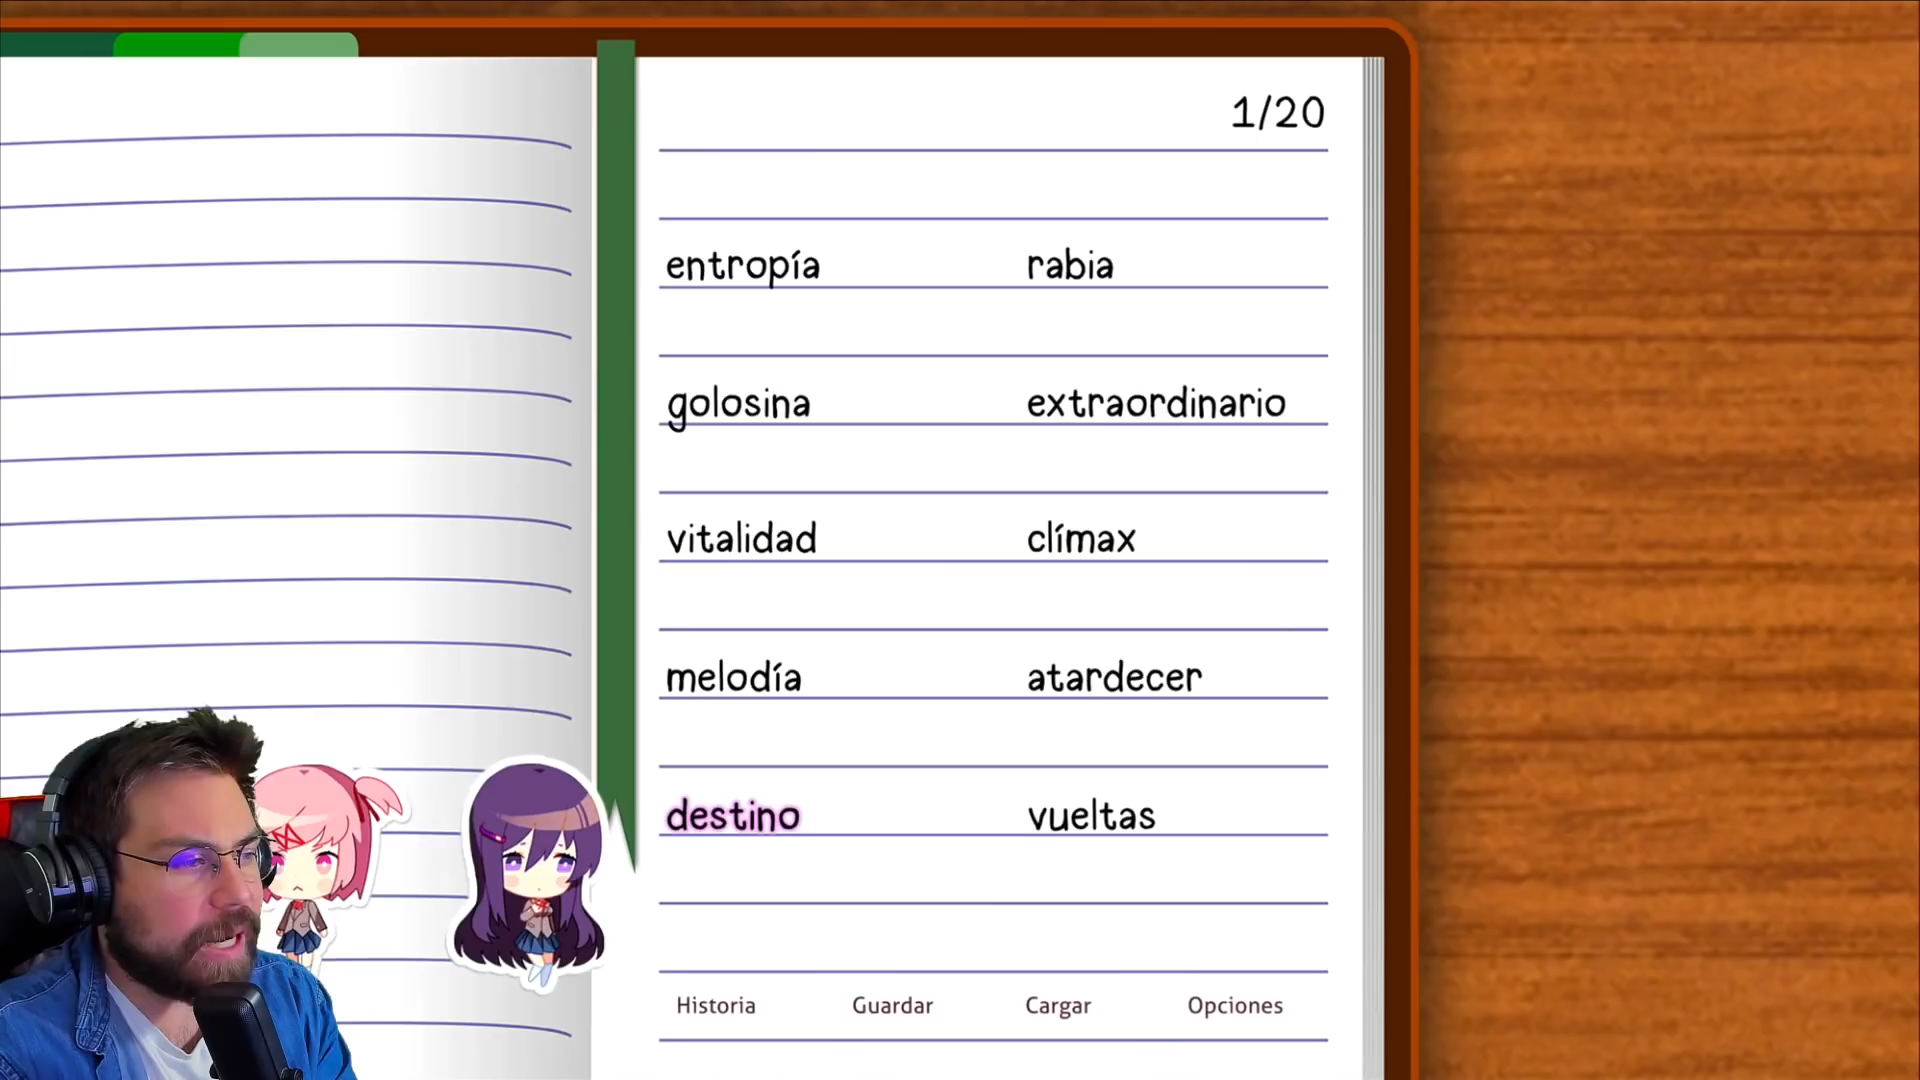 1/20
entropía rabia
golosina extraordinario
vitalidad clímax
melodía atardecer
destino vueltas
Historia Guardar Cargar Opciones